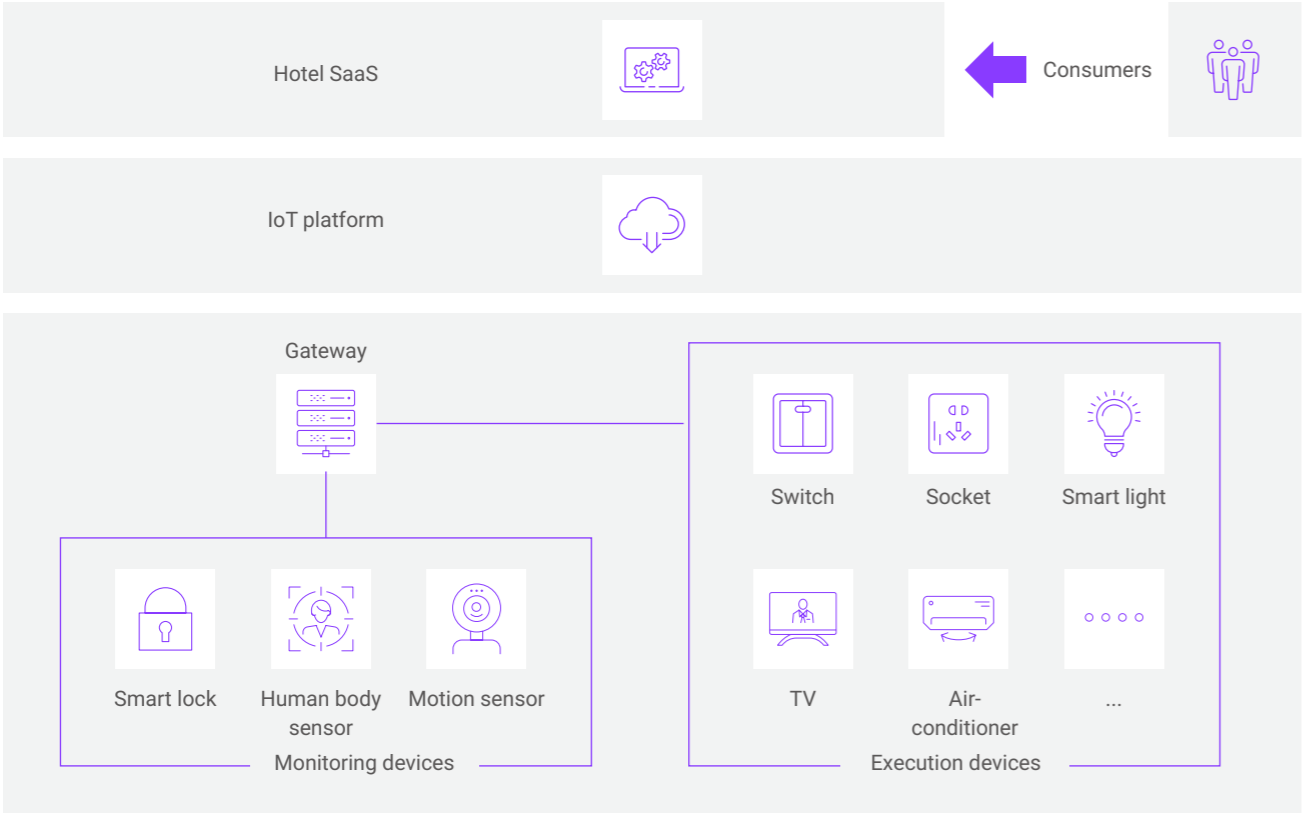 Hotel SaaS
Consumers
IoT platform
Gateway
Switch
Socket
Smart light
Smart lock
Human body
sensor
Motion sensor
Monitoring devices
TV
Air-
conditioner
...
Execution devices